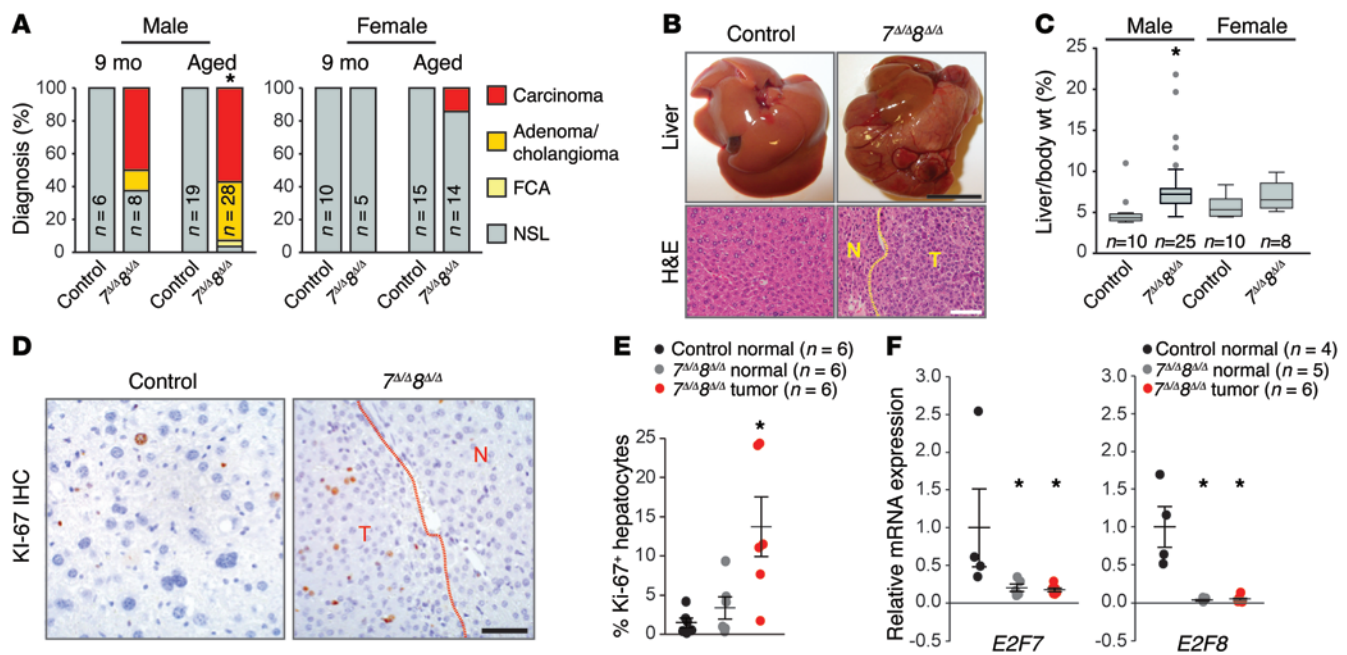 A
Male
Female
9 mo
Aged
9 mo
Aged
*
Diagnosis (%)
100
80
60
40
20
0
n = 6
n = 8
n = 19
n = 28
Control
7Δ/Δ8Δ/Δ
Control
7Δ/Δ8Δ/Δ
100
80
60
40
20
0
n = 10
n = 5
n = 15
n = 14
Control
7Δ/Δ8Δ/Δ
Control
7Δ/Δ8Δ/Δ
Carcinoma
Adenoma/
cholangioma
FCA
NSL
B
Control
7Δ/Δ8Δ/Δ
Liver
H&E
N
T
C
Male
Female
Liver/body wt (%)
25
20
15
10
5
0
*
n=10
n=25
n=10
n=8
Control
7Δ/Δ8Δ/Δ
Control
7Δ/Δ8Δ/Δ
D
Control
7Δ/Δ8Δ/Δ
KI-67 IHC
N
T
E
Control normal (n = 6)
7Δ/Δ8Δ/Δ normal (n = 6)
7Δ/Δ8Δ/Δ tumor (n = 6)
% Ki-67+ hepatocytes
25
20
15
10
5
0
*
F
Control normal (n = 4)
7Δ/Δ8Δ/Δ normal (n = 5)
7Δ/Δ8Δ/Δ tumor (n = 6)
Relative mRNA expression
3.0
2.5
2.0
1.5
1.0
0.5
0.0
-0.5
* *
E2F7
3.0
2.5
2.0
1.5
1.0
0.5
0.0
-0.5
* *
E2F8